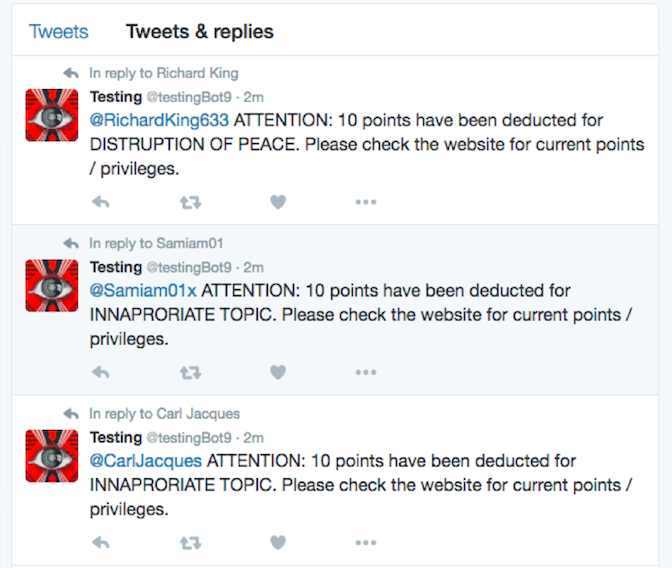 Tweets Tweets & replies
In reply to Richard King
Testing @testingBot9 · 2m
@RichardKing633 ATTENTION: 10 points have been deducted for
DISTRUPTION OF PEACE. Please check the website for current points
/ privileges.
In reply to Samiam01
Testing @testingBot9 · 2m
@Samiam01x ATTENTION: 10 points have been deducted for
INNAPRORIATE TOPIC. Please check the website for current points /
privileges.
In reply to Carl Jacques
Testing @testingBot9 · 2m
@CarlJacques ATTENTION: 10 points have been deducted for
INNAPRORIATE TOPIC. Please check the website for current points /
privileges.